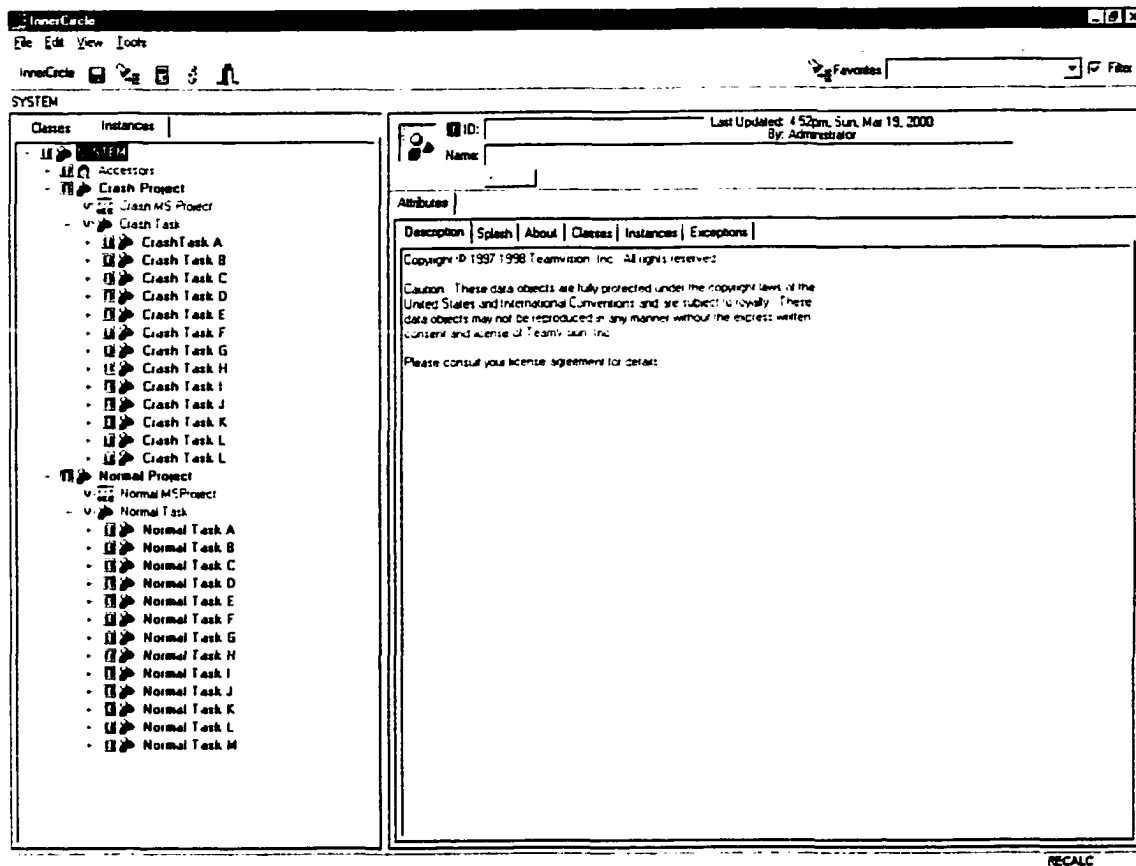 InnerCircle
File Edit View Tools
InnerCircle Favorites Filter
SYSTEM
Classes Instances
SYSTEM
Accessors
Crash Project
Crash MS Project
Crash Task
CrashTask A
Crash Task B
Crash Task C
Crash Task D
Crash Task E
Crash Task F
Crash Task G
Crash Task H
Crash Task I
Crash Task J
Crash Task K
Crash Task L
Crash Task L
Normal Project
Normal MSProject
Normal Task
Normal Task A
Normal Task B
Normal Task C
Normal Task D
Normal Task E
Normal Task F
Normal Task G
Normal Task H
Normal Task I
Normal Task J
Normal Task K
Normal Task L
Normal Task M
ID: Last Updated: 4:52pm, Sun, Mar 19, 2000
By: Administrator
Name:
Attributes
Description Splash About Classes Instances Exceptions
Copyright © 1997 1998 Teamvision, Inc. All rights reserved
Caution: These data objects are fully protected under the copyright laws of the
United States and International Conventions and are subject to royalty. These
data objects may not be reproduced in any manner without the express written
consent and license of TeamVision, Inc.
Please consult your license agreement for details
RECALC